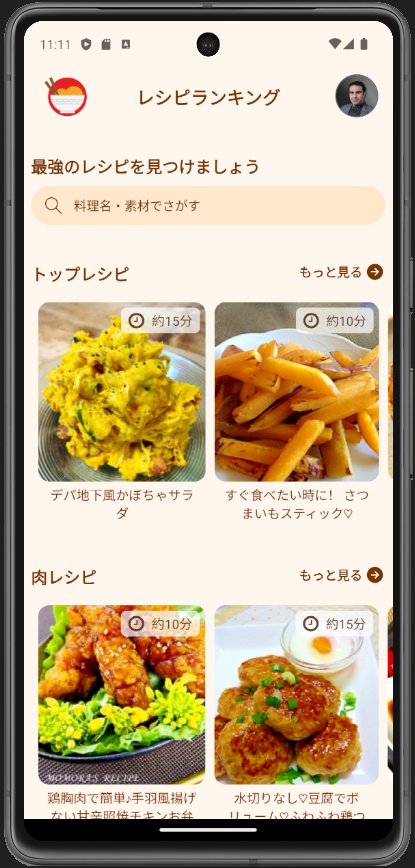 11:11
レシピランキング
最強のレシピを見つけましょう
料理名・素材でさがす
トップレシピ
もっと見る
約15分
約10分
デパ地下風かぼちゃサラ
ダ
すぐ食べたい時に! さつ
まいもスティック♡
肉レシピ
もっと見る
約10分
約15分
MOMORA'S RECIPE
鶏胸肉で簡単♪手羽風揚げ
ない甘辛照焼チキンお弁
水切りなし♡豆腐でボ
リューム♡ふわふわ鶏つ